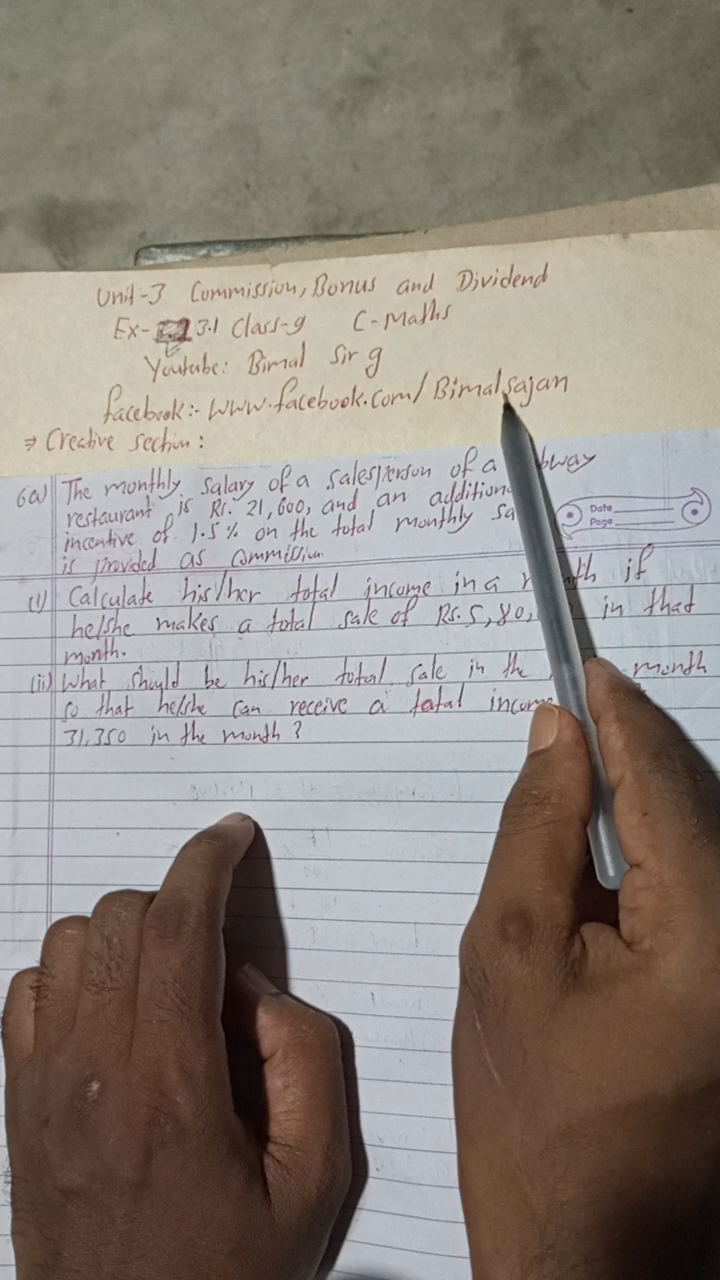 Unit-3 Commission, Bonus and Dividend
Ex- 3.1 Class-9 C-Maths
Youtube: Bimal Sir g
facebook:- www.facebook.com/Bimalsajan
⇒ Creative section:
6a) The monthly salary of a salesperson of a bway
restaurant is Rs. 21,600, and an addition
incentive of 1.5% on the total monthly sa
is provided as commission
Date
Page
(i) Calculate his/her total income in a th if
he/she makes a total sale of Rs. 5,80, in that
month.
(ii) What should be his/her total sale in the month
so that he/she can receive a total income
31,350 in the month ?